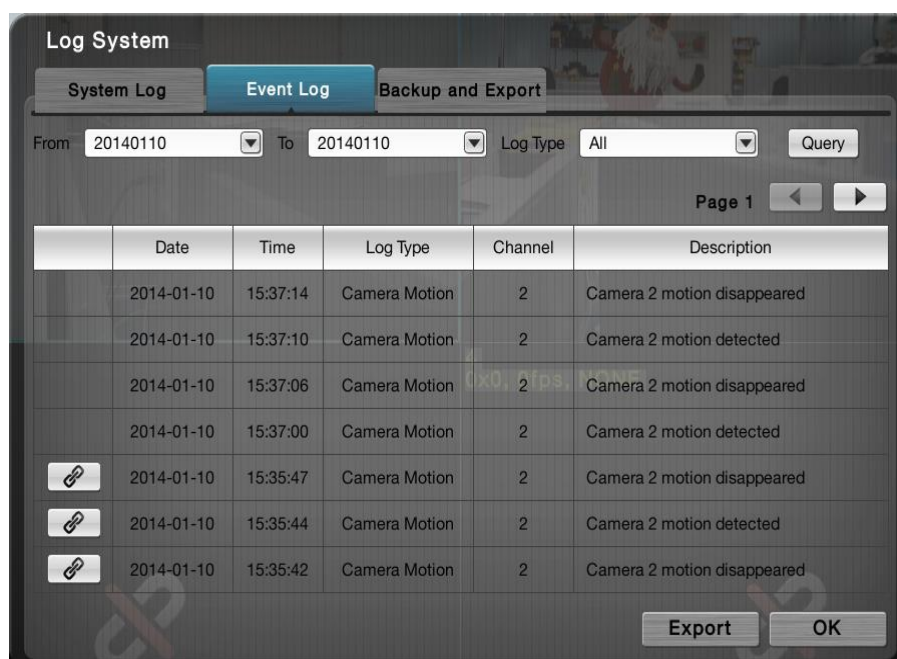 Log System
System Log Event Log Backup and Export
From 20140110 To 20140110 Log Type All Query
Page 1
Date Time Log Type Channel Description
2014-01-10 15:37:14 Camera Motion 2 Camera 2 motion disappeared
2014-01-10 15:37:10 Camera Motion 2 Camera 2 motion detected
0x0, 0fps, NONE
2014-01-10 15:37:06 Camera Motion 2 Camera 2 motion disappeared
2014-01-10 15:37:00 Camera Motion 2 Camera 2 motion detected
2014-01-10 15:35:47 Camera Motion 2 Camera 2 motion disappeared
2014-01-10 15:35:44 Camera Motion 2 Camera 2 motion detected
2014-01-10 15:35:42 Camera Motion 2 Camera 2 motion disappeared
Export OK